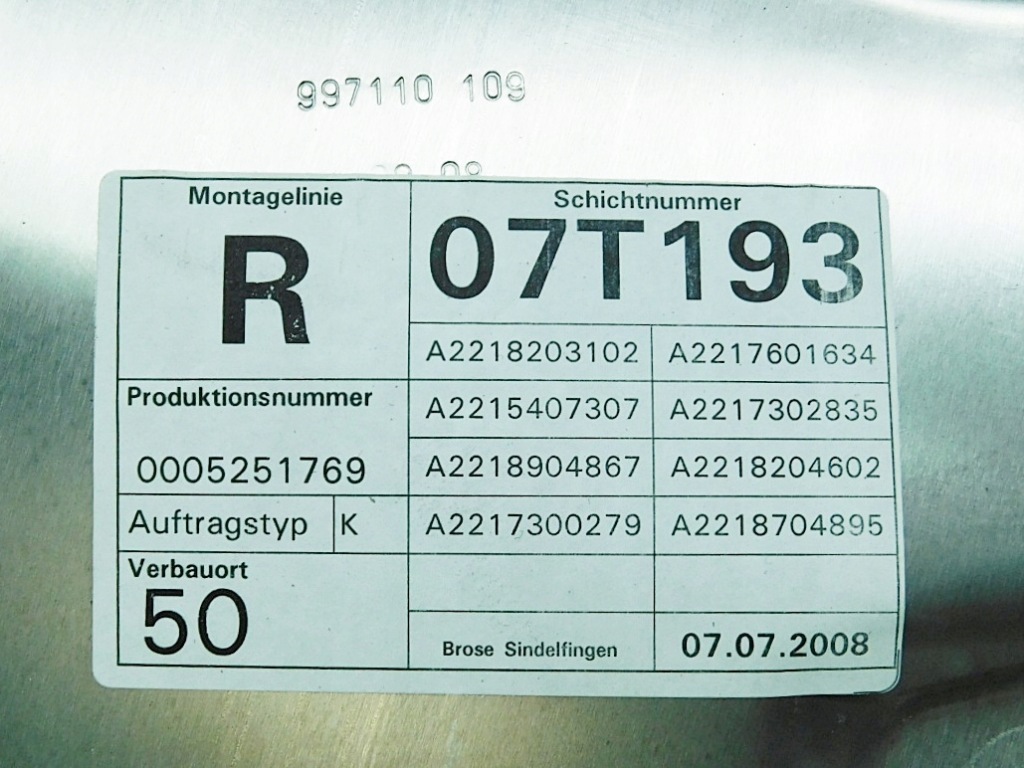 997110 109
Montagelinie
R
Schichtnummer
07T193
A2218203102 A2217601634
A2215407307 A2217302835
A2218904867 A2218204602
A2217300279 A2218704895
Produktionsnummer
0005251769
Auftragstyp K
Verbauort
50
Brose Sindelfingen
07.07.2008